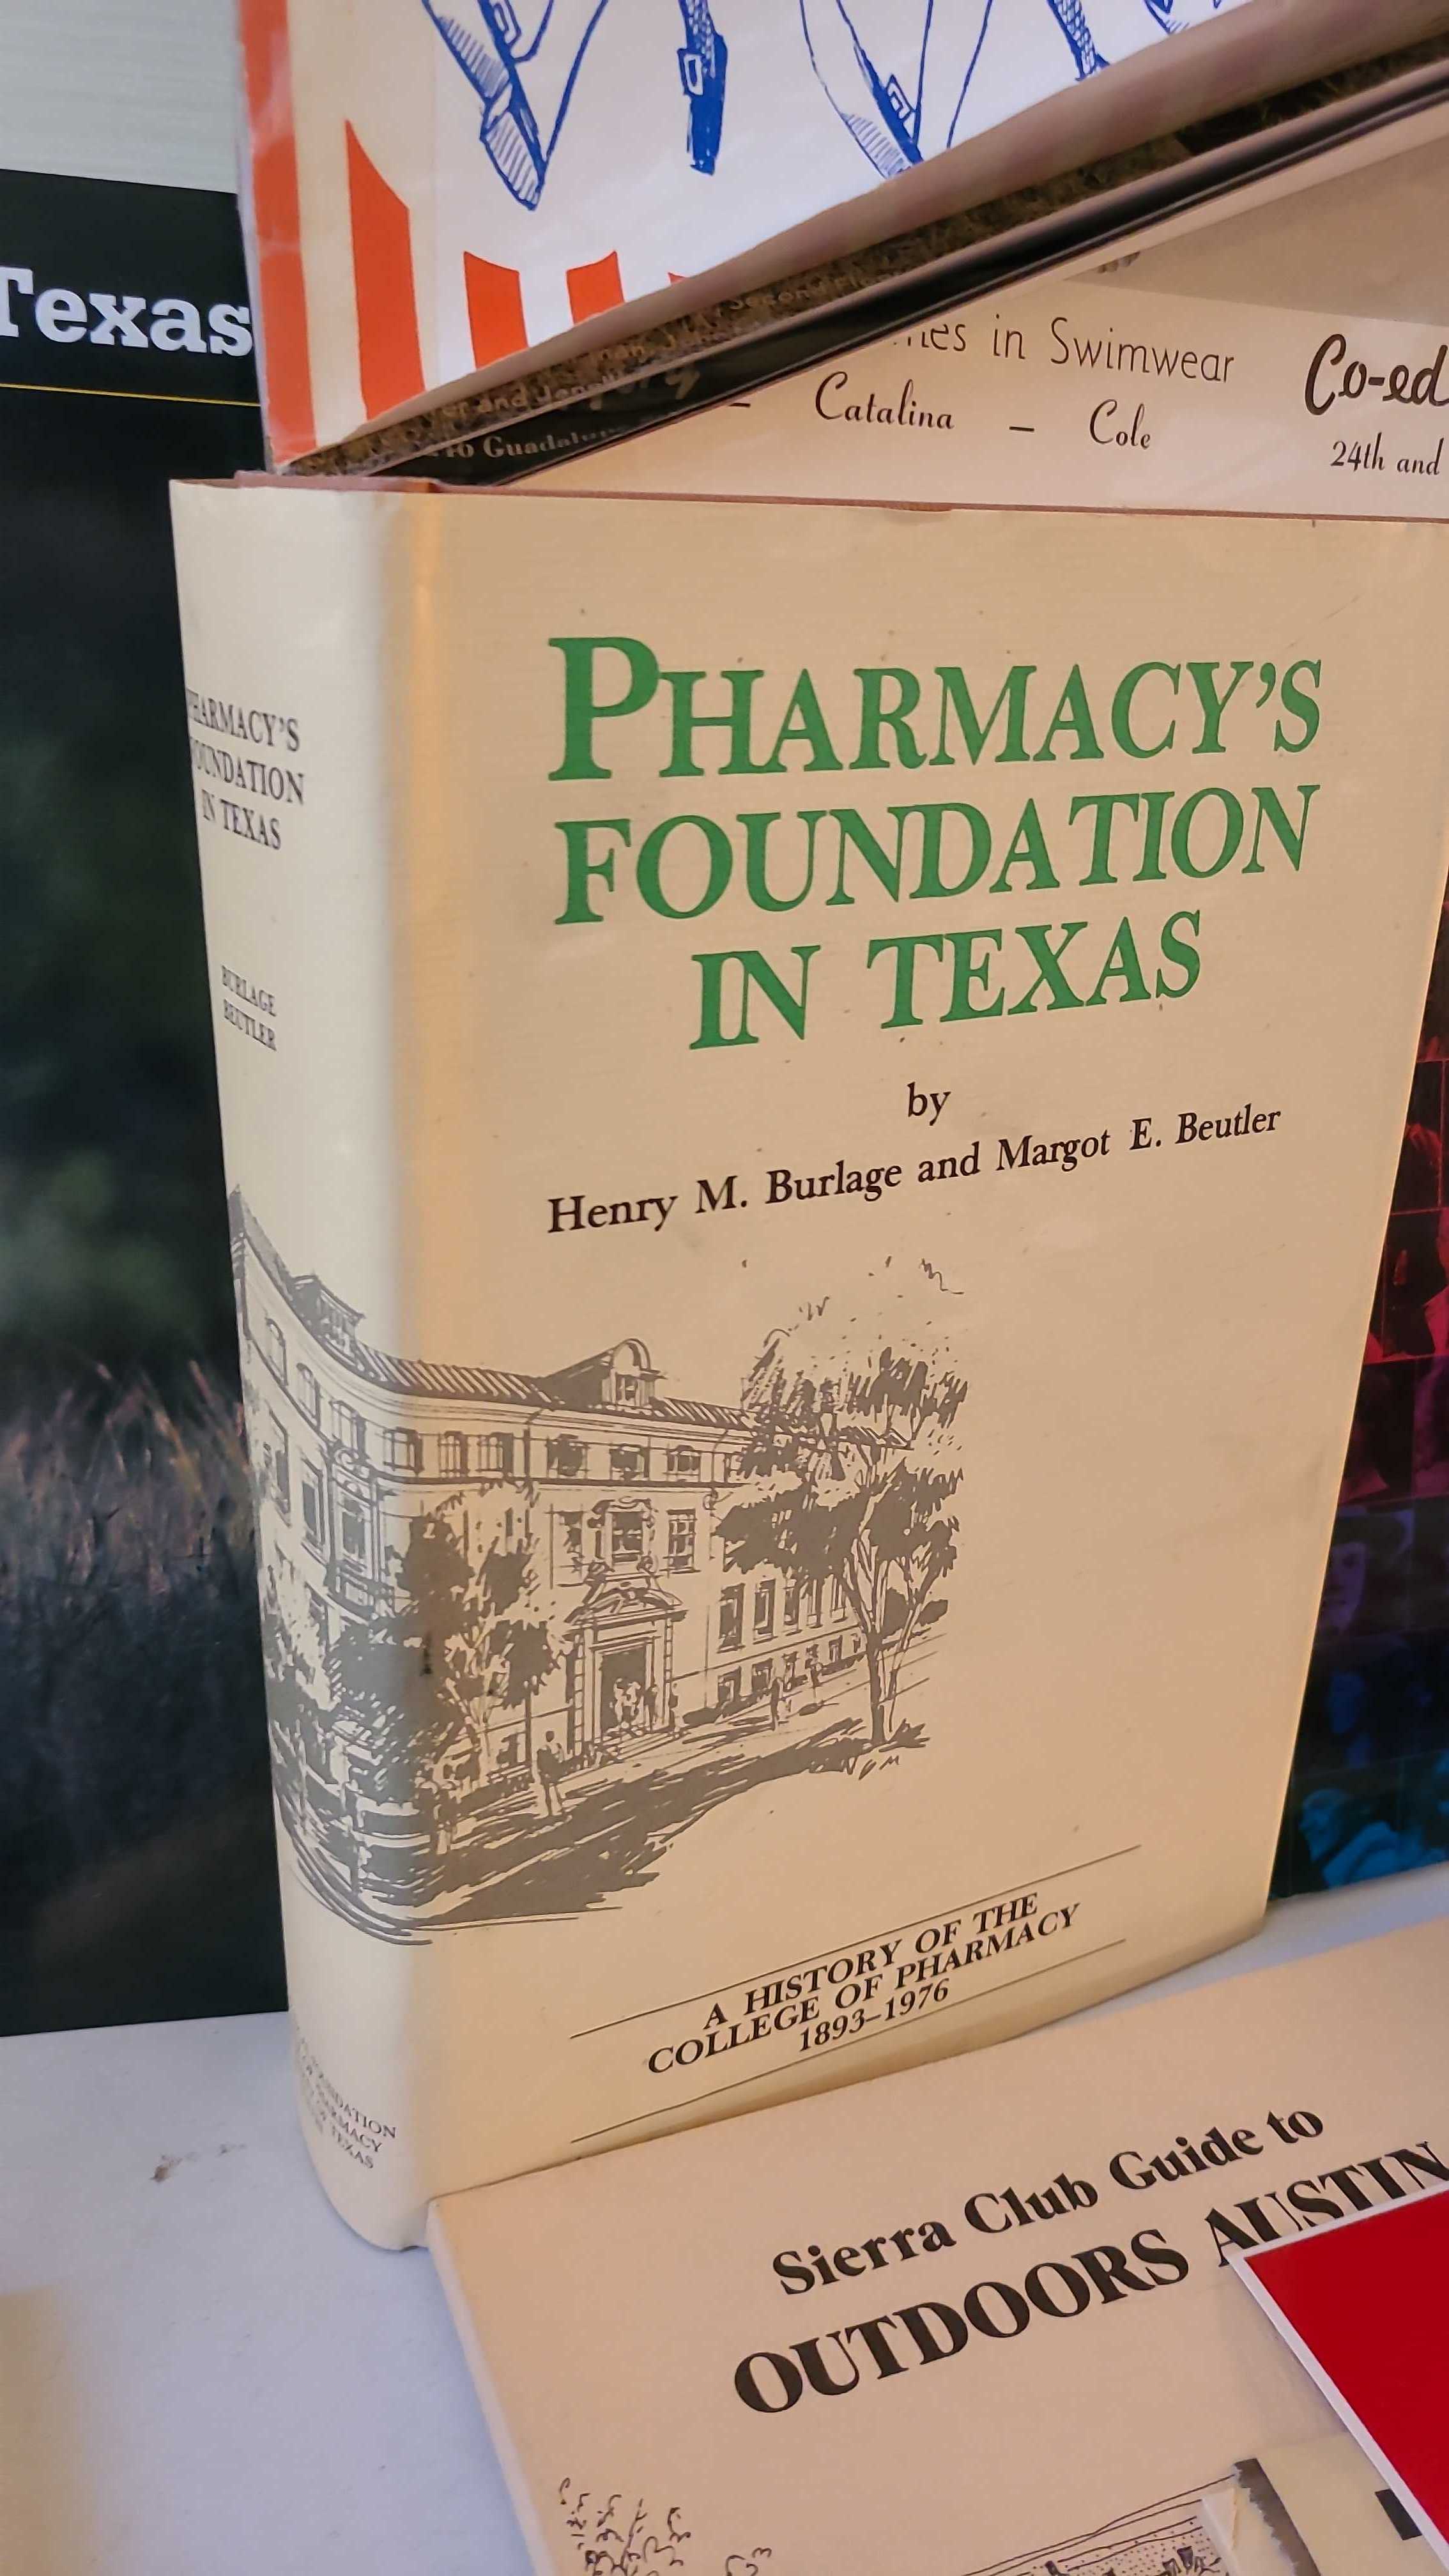 Texas
in Swimwear
Catalina – Cole
Co-ed
24th and
PHARMACY'S
FOUNDATION
IN TEXAS
BURLAGE
BEUTLER
PHARMACY'S
FOUNDATION
IN TEXAS
by
Henry M. Burlage and Margot E. Beutler
A HISTORY OF THE
COLLEGE OF PHARMACY
1893–1976
TEXAS
Sierra Club Guide to
OUTDOORS AUSTIN